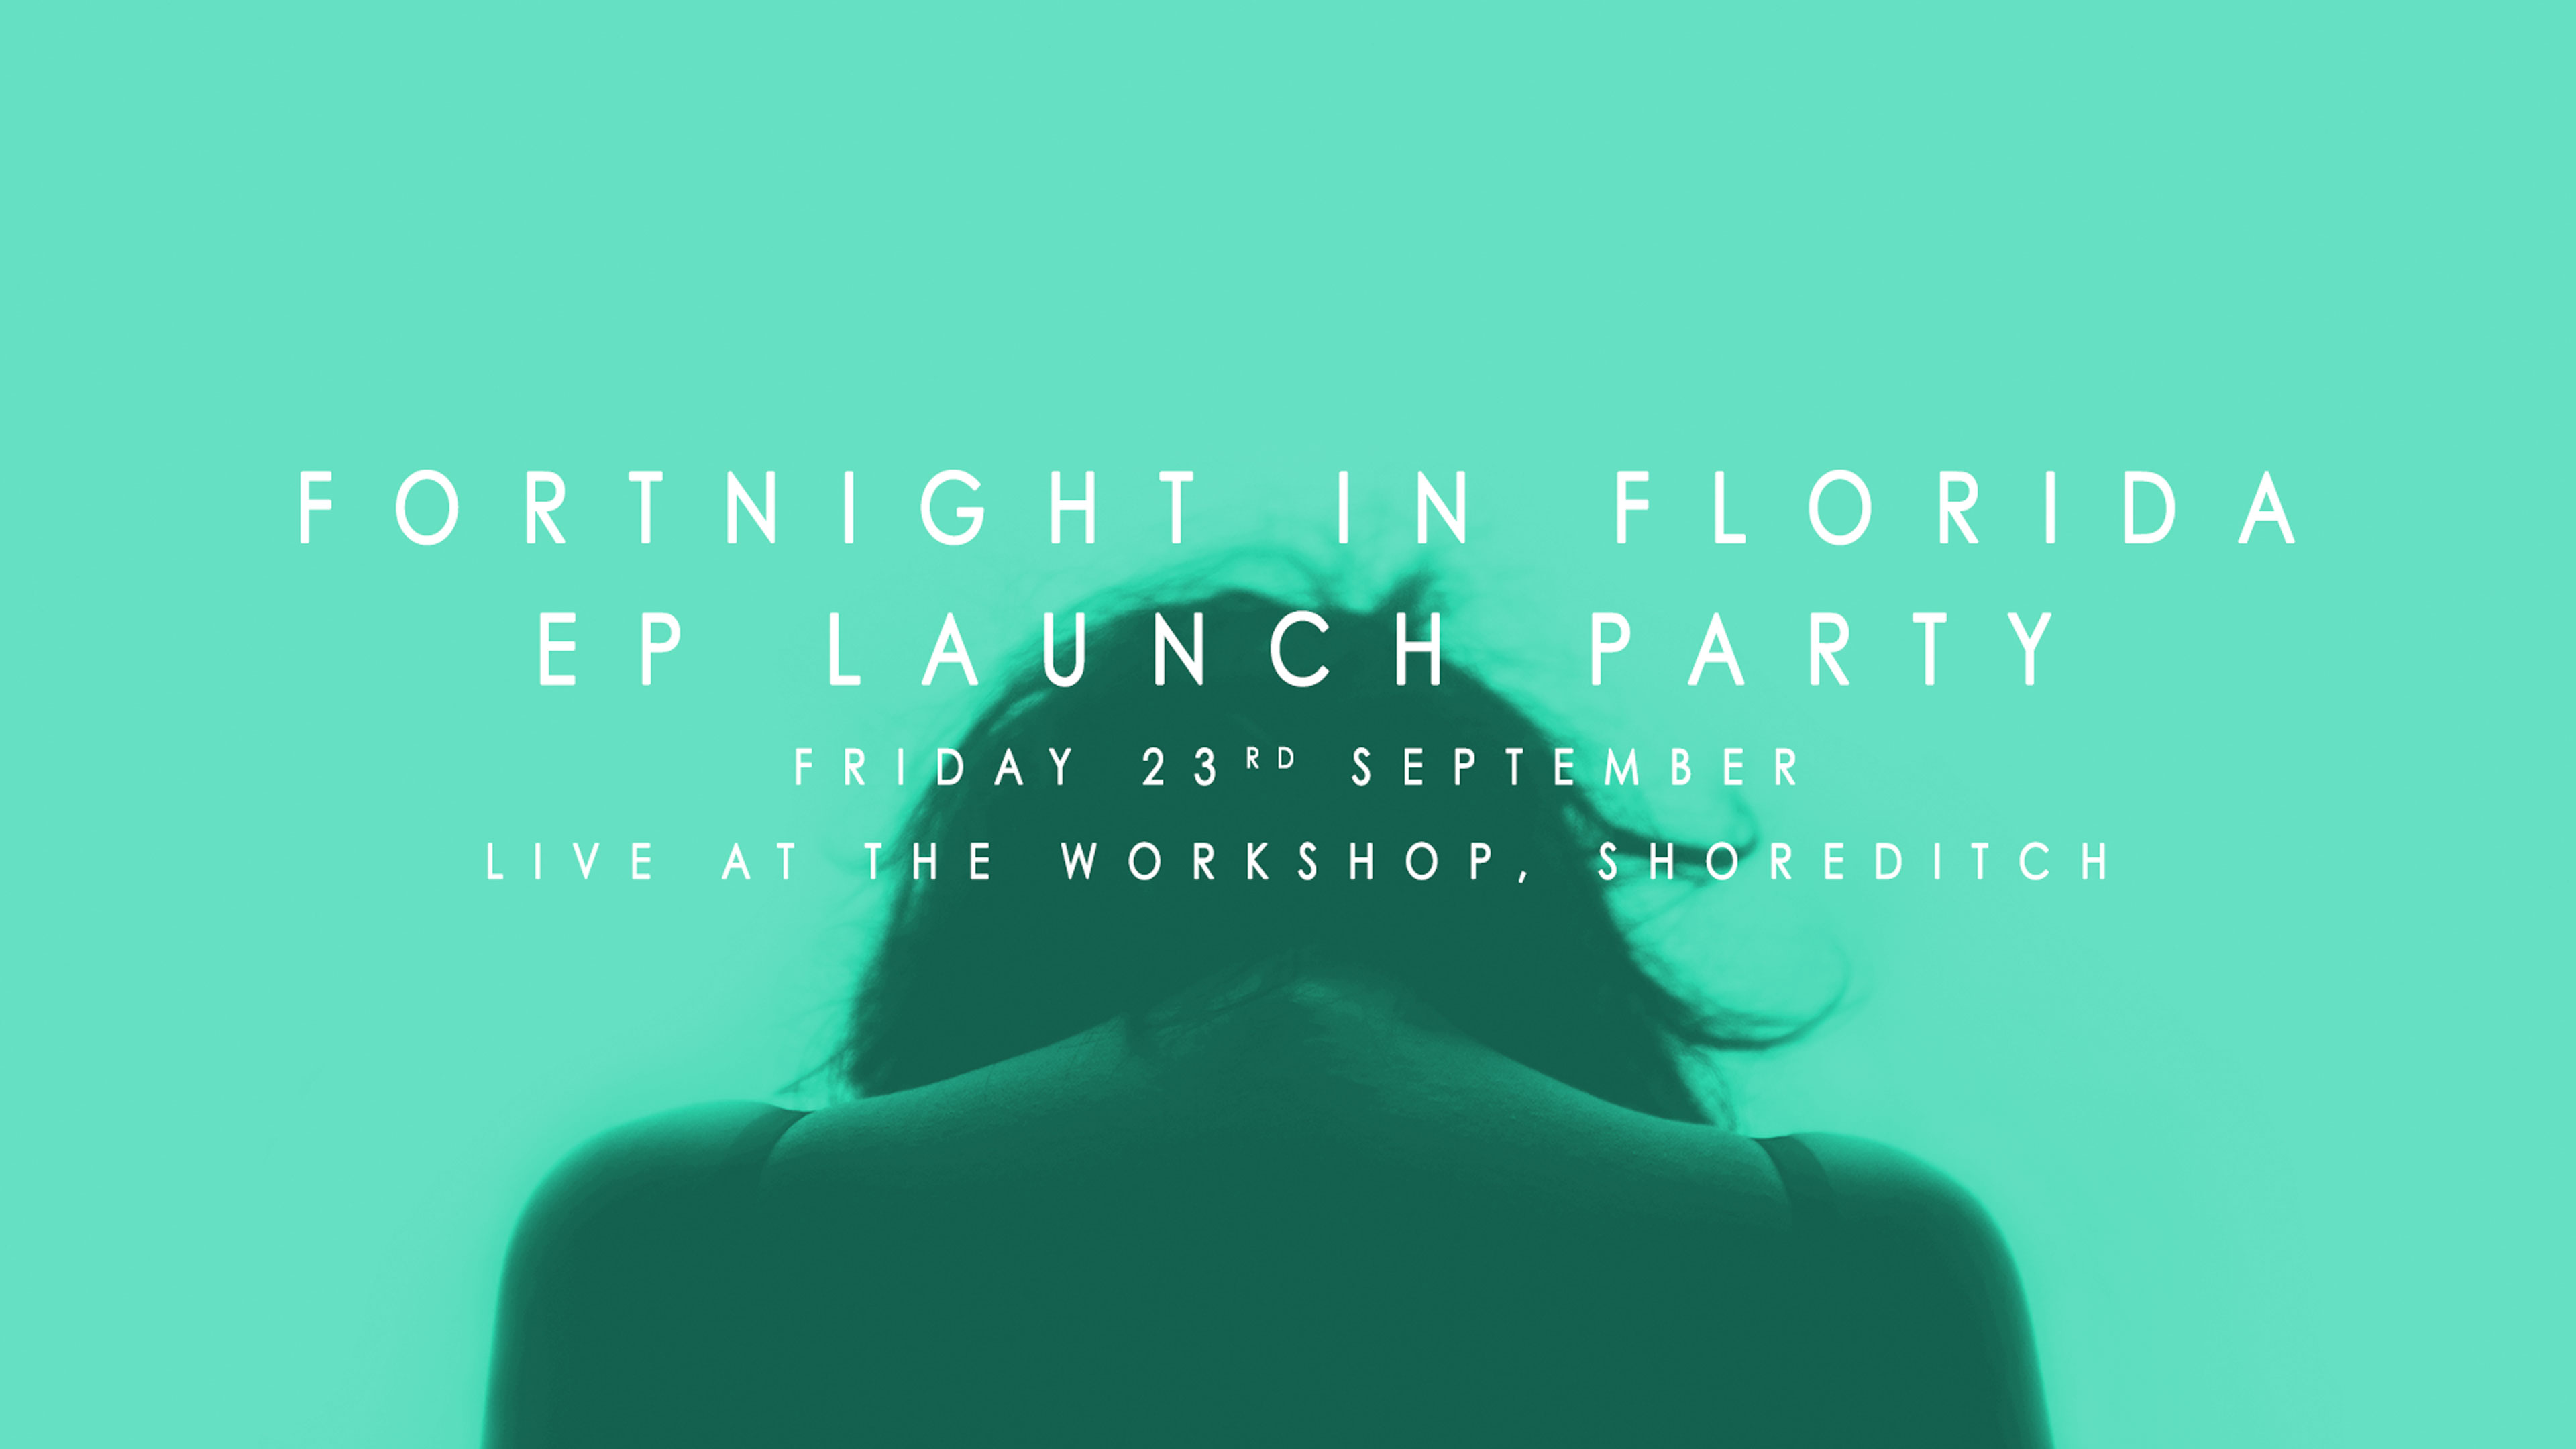 FORTNIGHT IN FLORIDA
EP LAUNCH PARTY
FRIDAY 23RD SEPTEMBER
LIVE AT THE WORKSHOP, SHOREDITCH